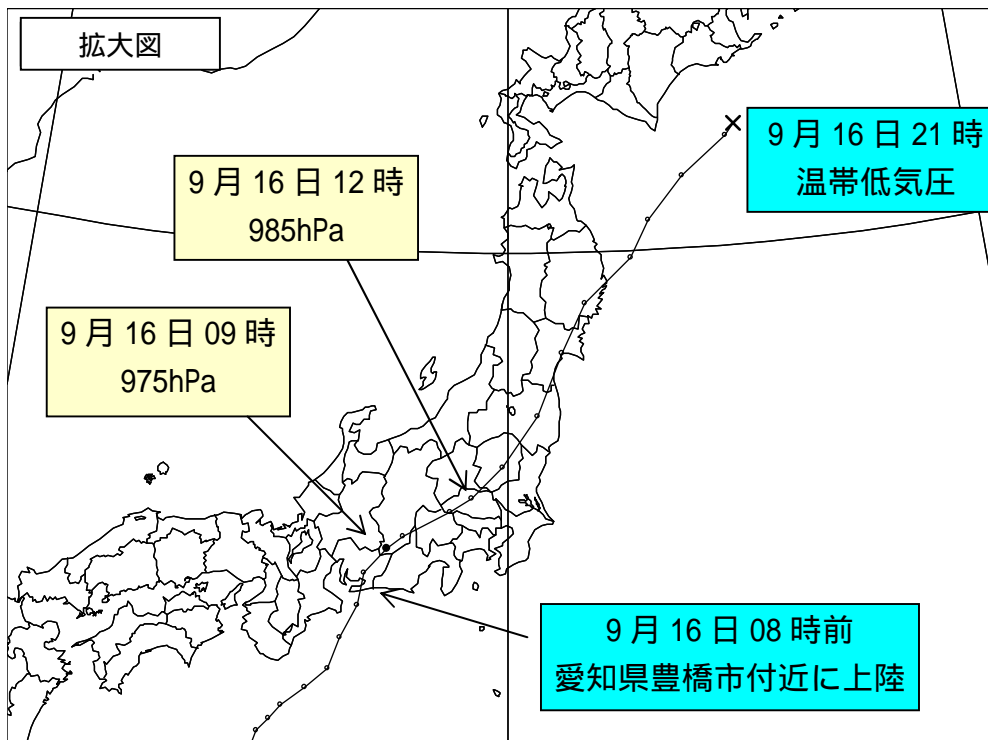 拡大図
9月16日21時
温帯低気圧
9月16日12時
985hPa
9月16日09時
975hPa
9月16日08時前
愛知県豊橋市付近に上陸